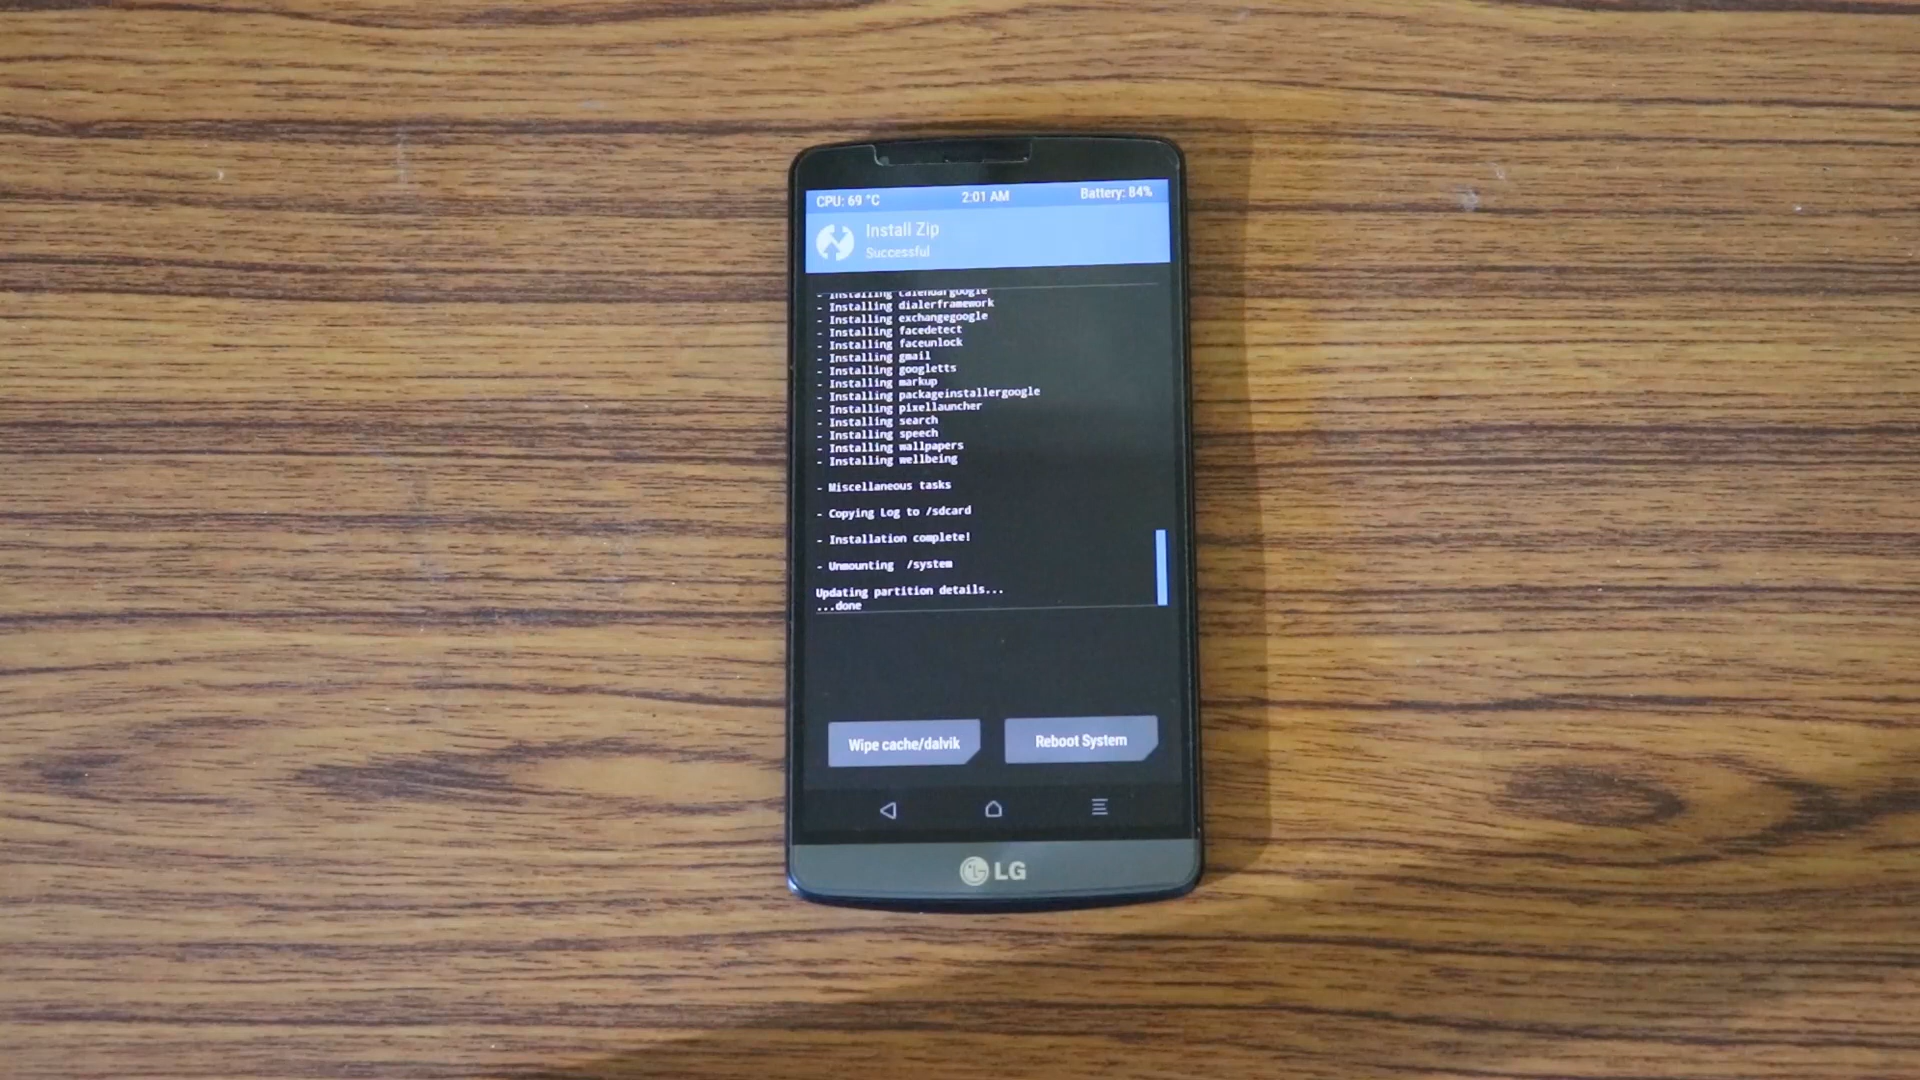 CPU: 69 °C 2:01 AM Battery: 84%
Install Zip
Successful
- Installing calendargoogle
- Installing dialerframework
- Installing exchangegoogle
- Installing facedetect
- Installing faceunlock
- Installing gmail
- Installing googletts
- Installing markup
- Installing packageinstallergoogle
- Installing pixellauncher
- Installing search
- Installing speech
- Installing wallpapers
- Installing wellbeing
- Miscellaneous tasks
- Copying Log to /sdcard
- Installation complete!
- Unmounting /system
Updating partition details...
...done
Wipe cache/dalvik Reboot System
LG